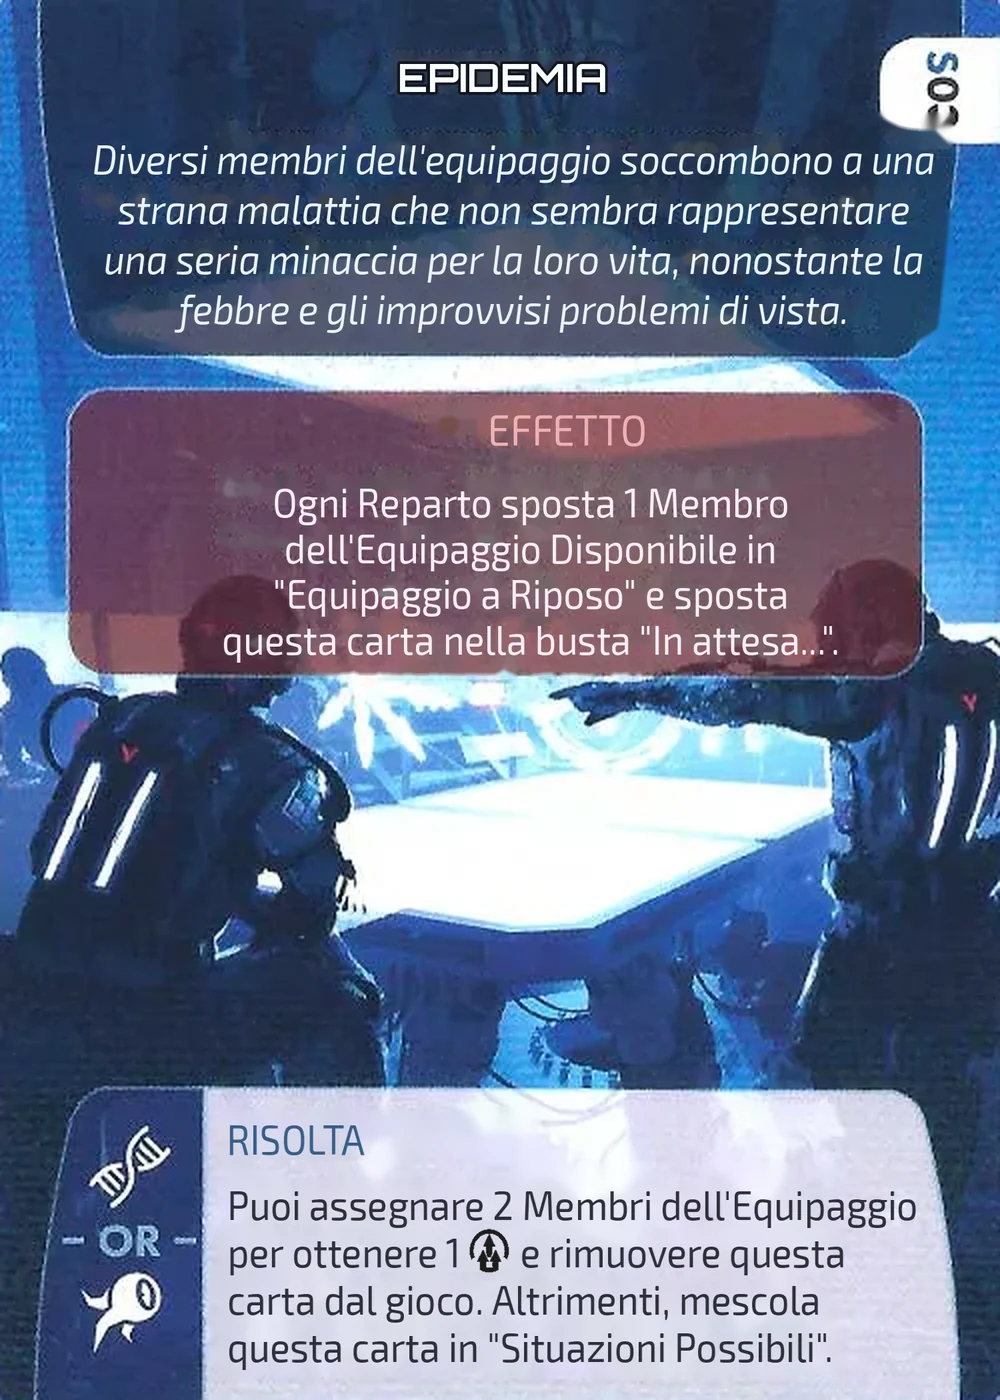 EPIDEMIA
COS
Diversi membri dell'equipaggio soccombono a una
strana malattia che non sembra rappresentare
una seria minaccia per la loro vita, nonostante la
febbre e gli improvvisi problemi di vista.
EFFETTO
Ogni Reparto sposta 1 Membro
dell'Equipaggio Disponibile in
"Equipaggio a Riposo" e sposta
questa carta nella busta "In attesa...".
RISOLTA
- OR -
Puoi assegnare 2 Membri dell'Equipaggio
per ottenere 1 e rimuovere questa
carta dal gioco. Altrimenti, mescola
questa carta in "Situazioni Possibili".